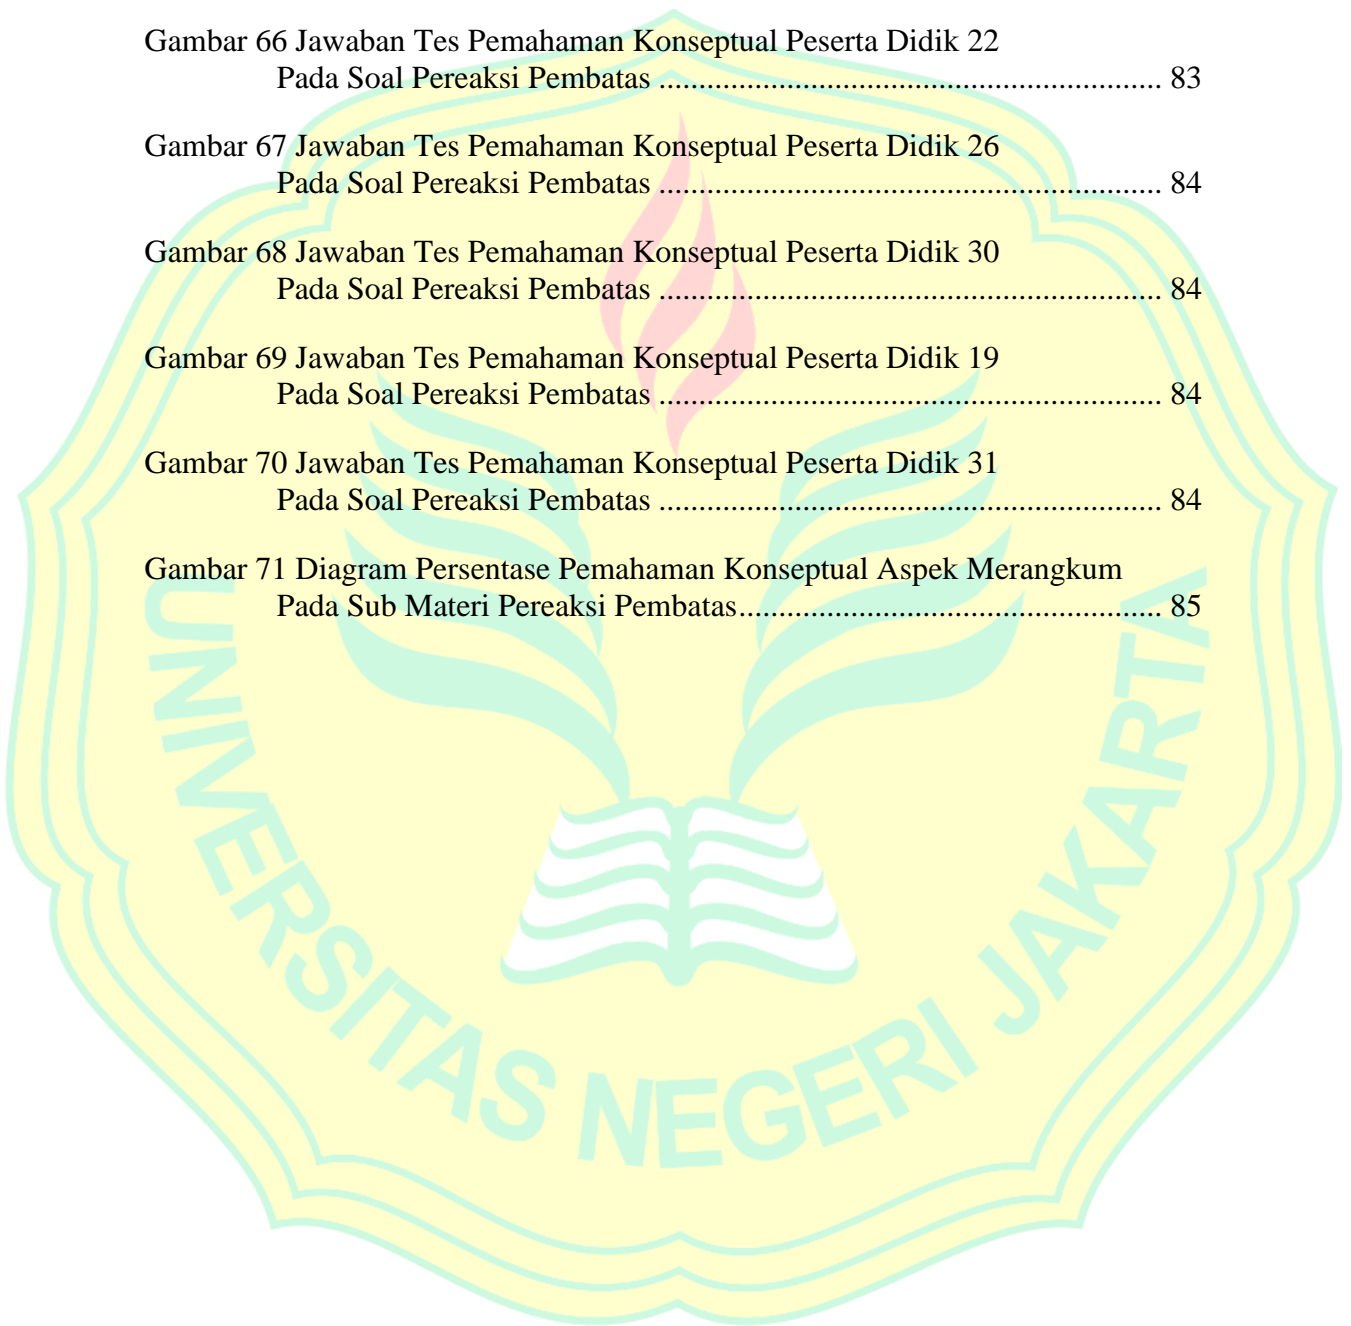 Gambar 66 Jawaban Tes Pemahaman Konseptual Peserta Didik 22
Pada Soal Pereaksi Pembatas ............................................................. 83
Gambar 67 Jawaban Tes Pemahaman Konseptual Peserta Didik 26
Pada Soal Pereaksi Pembatas ............................................................. 84
Gambar 68 Jawaban Tes Pemahaman Konseptual Peserta Didik 30
Pada Soal Pereaksi Pembatas ............................................................. 84
Gambar 69 Jawaban Tes Pemahaman Konseptual Peserta Didik 19
Pada Soal Pereaksi Pembatas ............................................................. 84
Gambar 70 Jawaban Tes Pemahaman Konseptual Peserta Didik 31
Pada Soal Pereaksi Pembatas ............................................................. 84
Gambar 71 Diagram Persentase Pemahaman Konseptual Aspek Merangkum
Pada Sub Materi Pereaksi Pembatas................................................... 85
UNIVERSITAS NEGERI JAKARTA